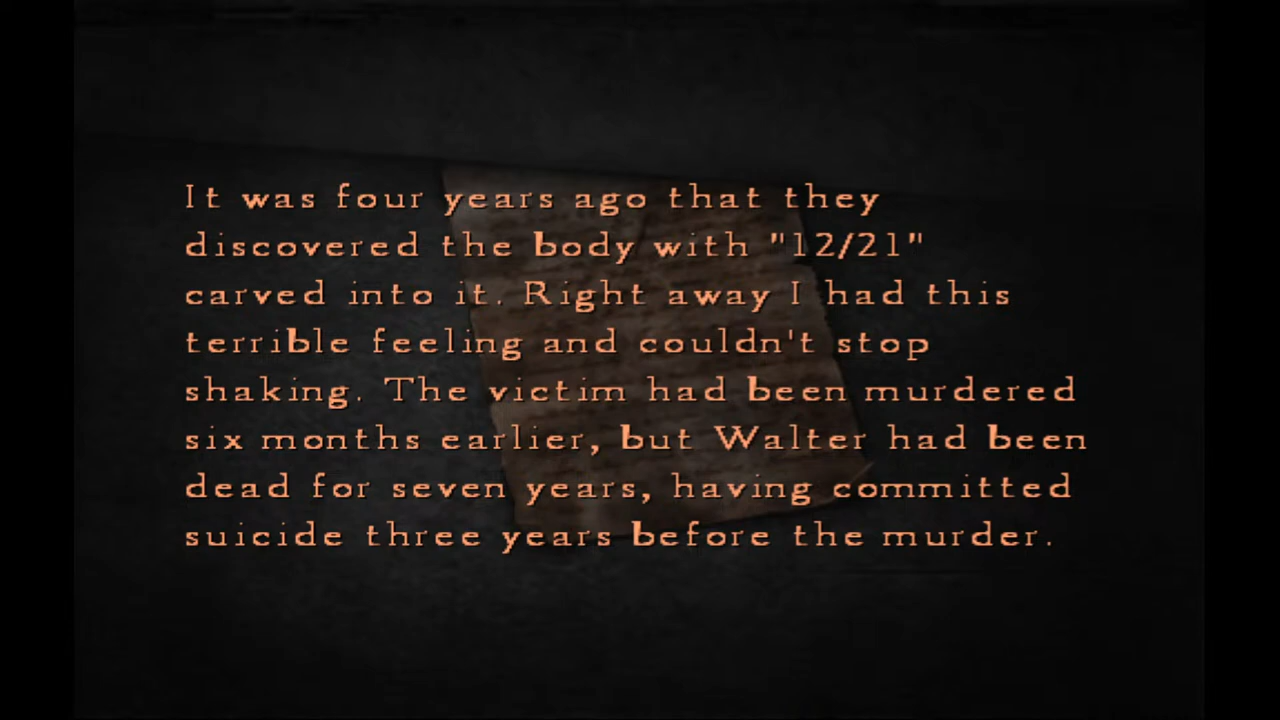 It was four years ago that they
discovered the body with "12/21"
carved into it. Right away I had this
terrible feeling and couldn't stop
shaking. The victim had been murdered
six months earlier, but Walter had been
dead for seven years, having committed
suicide three years before the murder.